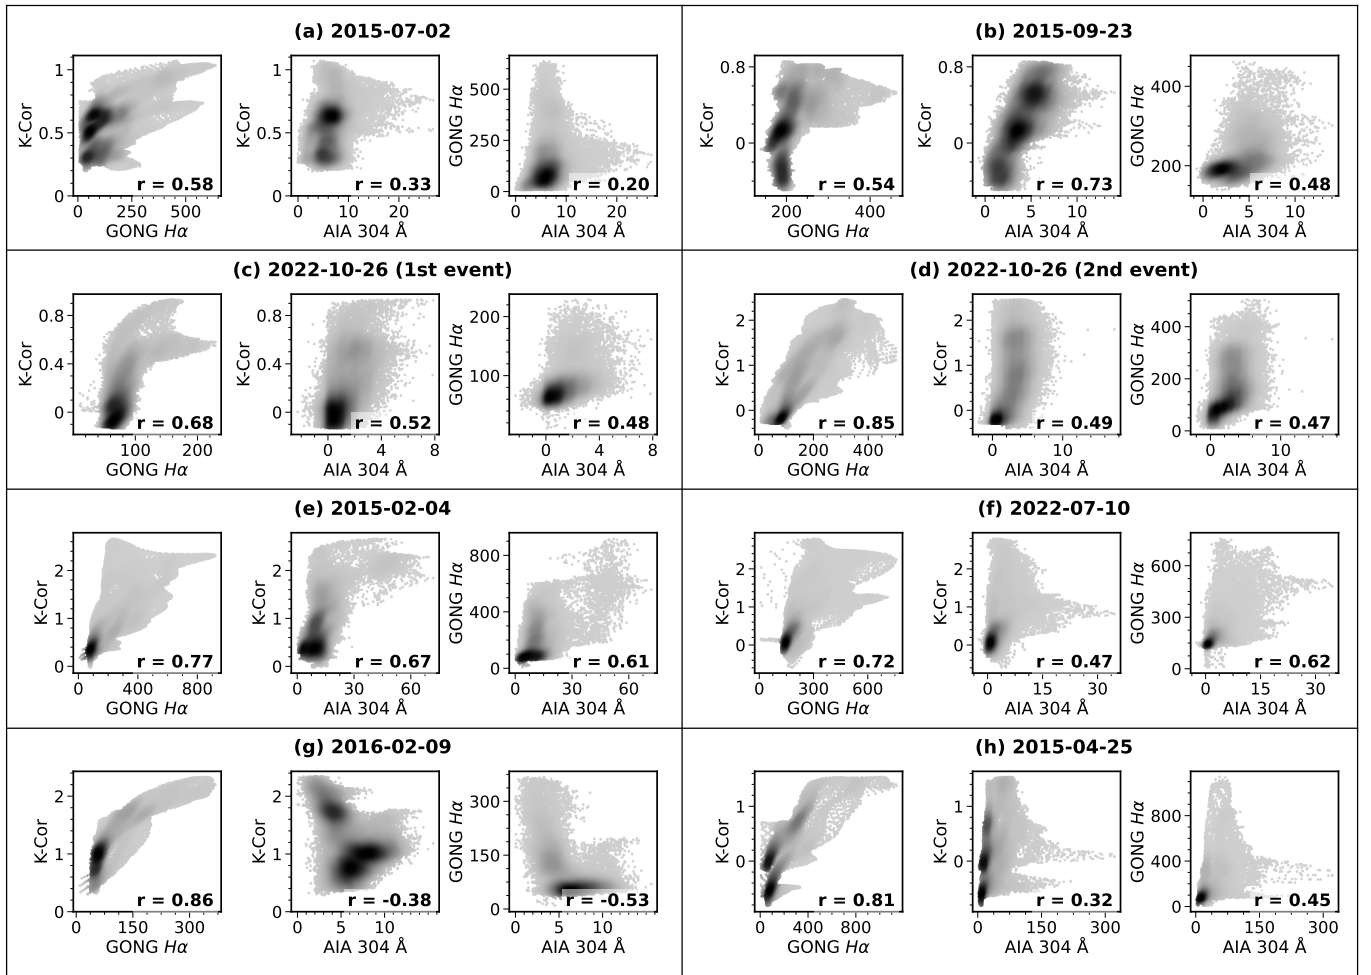 (a) 2015-07-02
K-Cor
1
0.5
0
0 250 500
GONG Hα
r = 0.58
K-Cor
1
0.5
0
0 10 20
AIA 304 Å
r = 0.33
GONG Hα
500
250
0
0 10 20
AIA 304 Å
r = 0.20
(b) 2015-09-23
K-Cor
0.8
0
200 400
GONG Hα
r = 0.54
K-Cor
0.8
0
0 5 10
AIA 304 Å
r = 0.73
GONG Hα
400
200
0 5 10
AIA 304 Å
r = 0.48
(c) 2022-10-26 (1st event)
K-Cor
0.8
0.4
0
100 200
GONG Hα
r = 0.68
K-Cor
0.8
0.4
0
0 4 8
AIA 304 Å
r = 0.52
GONG Hα
200
100
0 4 8
AIA 304 Å
r = 0.48
(d) 2022-10-26 (2nd event)
K-Cor
2
1
0
0 200 400
GONG Hα
r = 0.85
K-Cor
2
1
0
0 10
AIA 304 Å
r = 0.49
GONG Hα
400
200
0
0 10
AIA 304 Å
r = 0.47
(e) 2015-02-04
K-Cor
2
1
0
0 400 800
GONG Hα
r = 0.77
K-Cor
2
1
0
0 30 60
AIA 304 Å
r = 0.67
GONG Hα
800
400
0
0 30 60
AIA 304 Å
r = 0.61
(f) 2022-07-10
K-Cor
2
1
0
0 300 600
GONG Hα
r = 0.72
K-Cor
2
1
0
0 15 30
AIA 304 Å
r = 0.47
GONG Hα
600
300
0
0 15 30
AIA 304 Å
r = 0.62
(g) 2016-02-09
K-Cor
2
1
0
0 150 300
GONG Hα
r = 0.86
K-Cor
2
1
0
0 5 10
AIA 304 Å
r = -0.38
GONG Hα
300
150
0
0 5 10
AIA 304 Å
r = -0.53
(h) 2015-04-25
K-Cor
1
0
0 400 800
GONG Hα
r = 0.81
K-Cor
1
0
0 100 200 300
AIA 304 Å
r = 0.32
GONG Hα
800
400
0
0 100 200 300
AIA 304 Å
r = 0.45